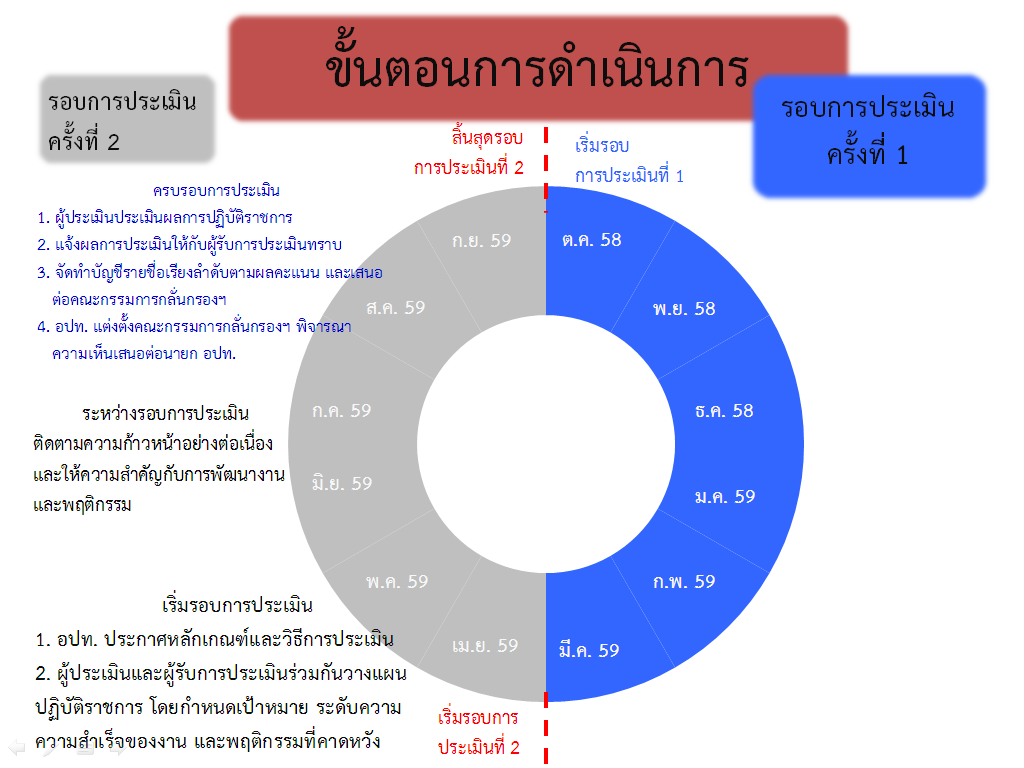 ขั้นตอนการดำเนินการ
รอบการประเมิน
ครั้งที่ 2
รอบการประเมิน
ครั้งที่ 1
สิ้นสุดรอบ
การประเมินที่ 2
เริ่มรอบ
การประเมินที่ 1
ครบรอบการประเมิน
1. ผู้ประเมินประเมินผลการปฏิบัติราชการ
2. แจ้งผลการประเมินให้กับผู้รับการประเมินทราบ
3. จัดทำบัญชีรายชื่อเรียงลำดับตามผลคะแนน และเสนอ
ต่อคณะกรรมการกลั่นกรองฯ
4. อปท. แต่งตั้งคณะกรรมการกลั่นกรองฯ พิจารณา
ความเห็นเสนอต่อนายก อปท.
ระหว่างรอบการประเมิน
ติดตามความก้าวหน้าอย่างต่อเนื่อง
และให้ความสำคัญกับการพัฒนางาน
และพฤติกรรม
เริ่มรอบการประเมิน
1. อปท. ประกาศหลักเกณฑ์และวิธีการประเมิน
2. ผู้ประเมินและผู้รับการประเมินร่วมกันวางแผน
ปฏิบัติราชการ โดยกำหนดเป้าหมาย ระดับความ
ความสำเร็จของงาน และพฤติกรรมที่คาดหวัง
ต.ค. 58
พ.ย. 58
ธ.ค. 58
ม.ค. 59
ก.พ. 59
มี.ค. 59
เม.ย. 59
พ.ค. 59
มิ.ย. 59
ก.ค. 59
ส.ค. 59
ก.ย. 59
เริ่มรอบการ
ประเมินที่ 2